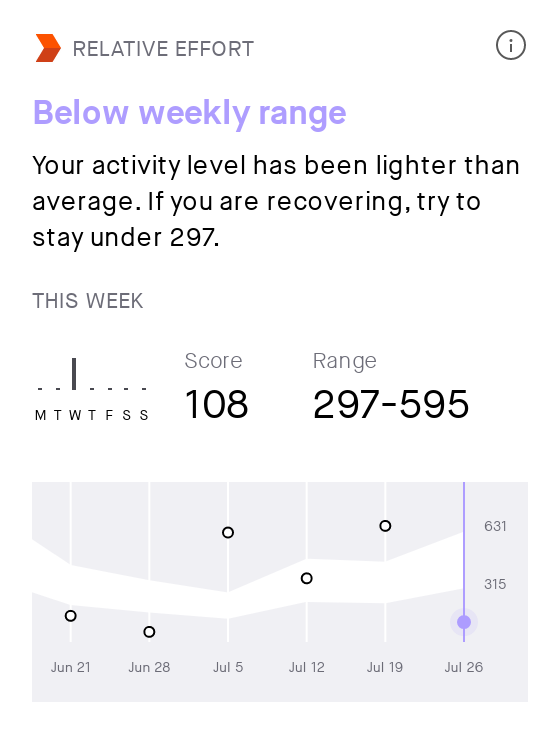 RELATIVE EFFORT
Below weekly range
Your activity level has been lighter than
average. If you are recovering, try to
stay under 297.
THIS WEEK
Score Range
108 297-595
M T W T F S S
631
315
Jun 21 Jun 28 Jul 5 Jul 12 Jul 19 Jul 26